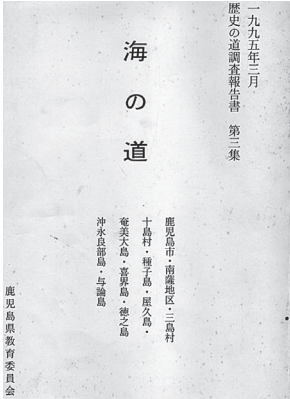 一九九五年三月
歴史の道調査報告書　第三集
海の道
鹿児島市・南薩地区・三島村
十島村・種子島・屋久島・
奄美大島・喜界島・徳之島
沖永良部島・与論島
鹿児島県教育委員会